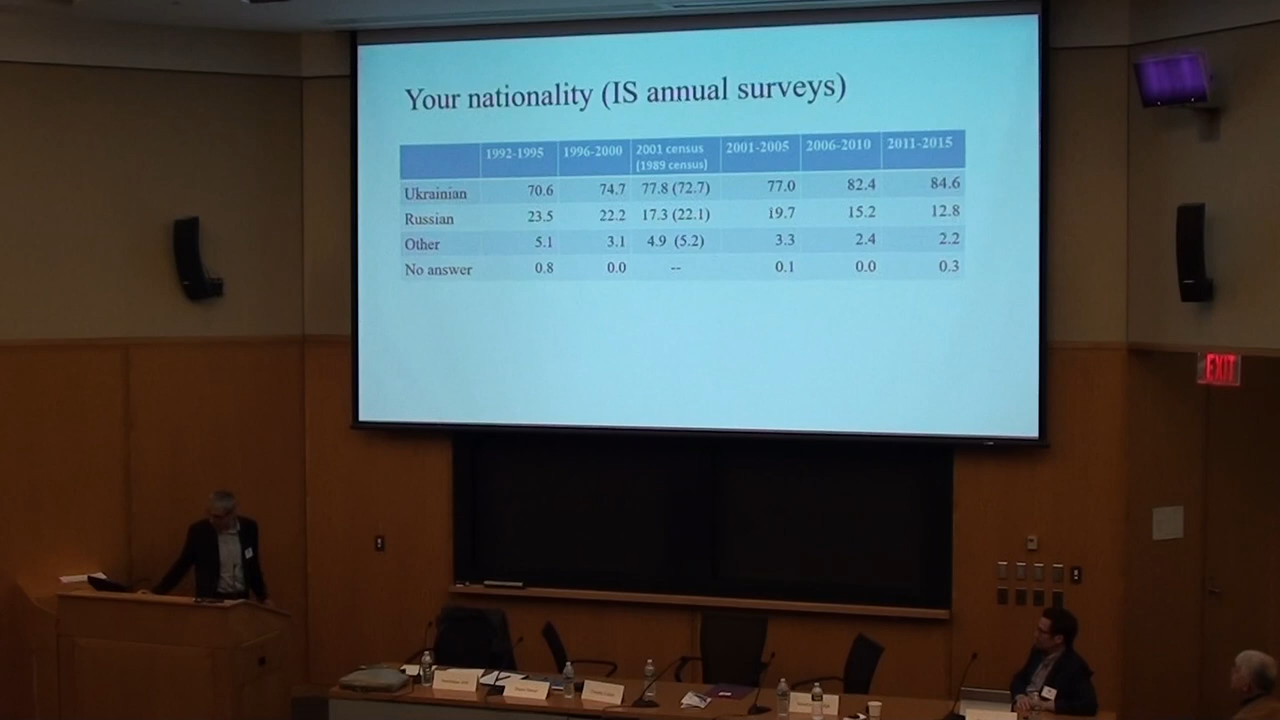 Your nationality (IS annual surveys)
1992-1995 1996-2000 2001 census (1989 census) 2001-2005 2006-2010 2011-2015
Ukrainian 70.6 74.7 77.8 (72.7) 77.0 82.4 84.6
Russian 23.5 22.2 17.3 (22.1) 19.7 15.2 12.8
Other 5.1 3.1 4.9 (5.2) 3.3 2.4 2.2
No answer 0.8 0.0 -- 0.1 0.0 0.3
EXIT